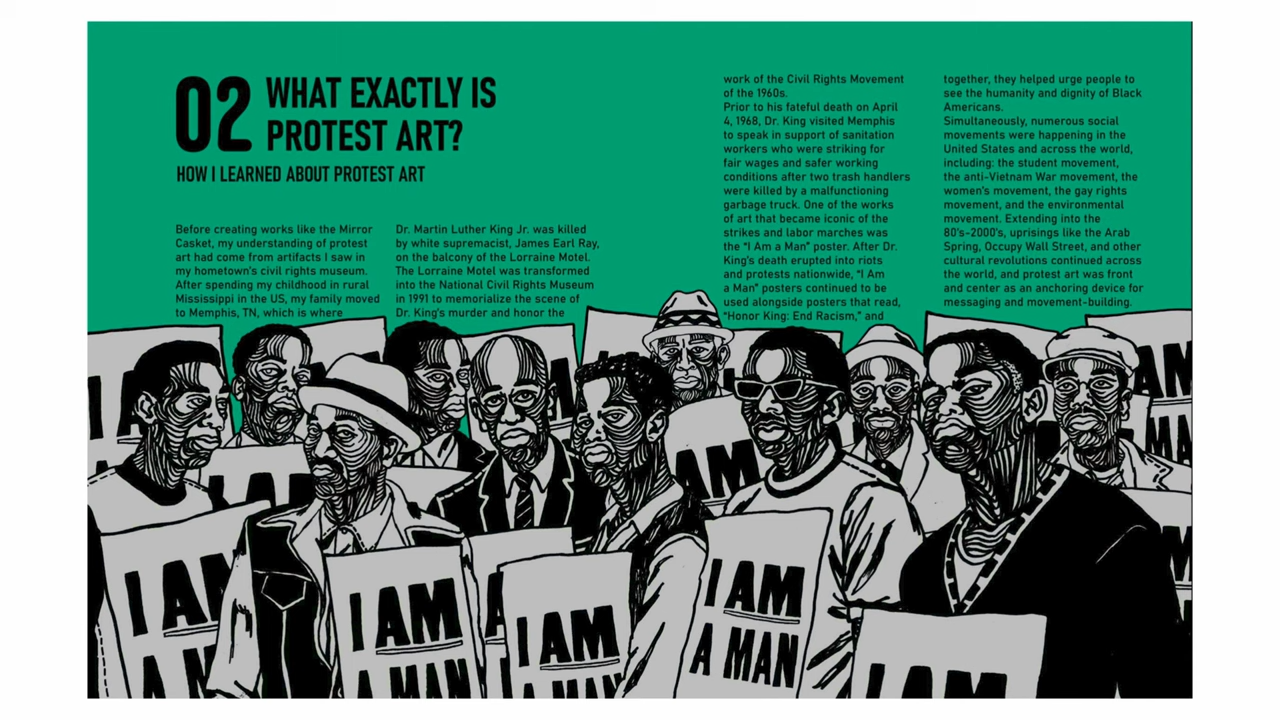 02
WHAT EXACTLY IS
PROTEST ART?
HOW I LEARNED ABOUT PROTEST ART
Before creating works like the Mirror
Casket, my understanding of protest
art had come from artifacts I saw in
my hometown's civil rights museum.
After spending my childhood in rural
Mississippi in the US, my family moved
to Memphis, TN, which is where
Dr. Martin Luther King Jr. was killed
by white supremacist, James Earl Ray,
on the balcony of the Lorraine Motel.
The Lorraine Motel was transformed
into the National Civil Rights Museum
in 1991 to memorialize the scene of
Dr. King's murder and honor the
work of the Civil Rights Movement
of the 1960s.
Prior to his fateful death on April
4, 1968, Dr. King visited Memphis
to speak in support of sanitation
workers who were striking for
fair wages and safer working
conditions after two trash handlers
were killed by a malfunctioning
garbage truck. One of the works
of art that became iconic of the
strikes and labor marches was
the "I Am a Man" poster. After Dr.
King's death erupted into riots
and protests nationwide, "I Am
a Man" posters continued to be
used alongside posters that read,
"Honor King: End Racism," and
together, they helped urge people to
see the humanity and dignity of Black
Americans.
Simultaneously, numerous social
movements were happening in the
United States and across the world,
including: the student movement,
the anti-Vietnam War movement, the
women's movement, the gay rights
movement, and the environmental
movement. Extending into the
80's-2000's, uprisings like the Arab
Spring, Occupy Wall Street, and other
cultural revolutions continued across
the world, and protest art was front
and center as an anchoring device for
messaging and movement-building.
I A
AM
AM
MA
I AM
A M
I AM
A MAN
I AM
A MAN
I AM
A MAN
I AM